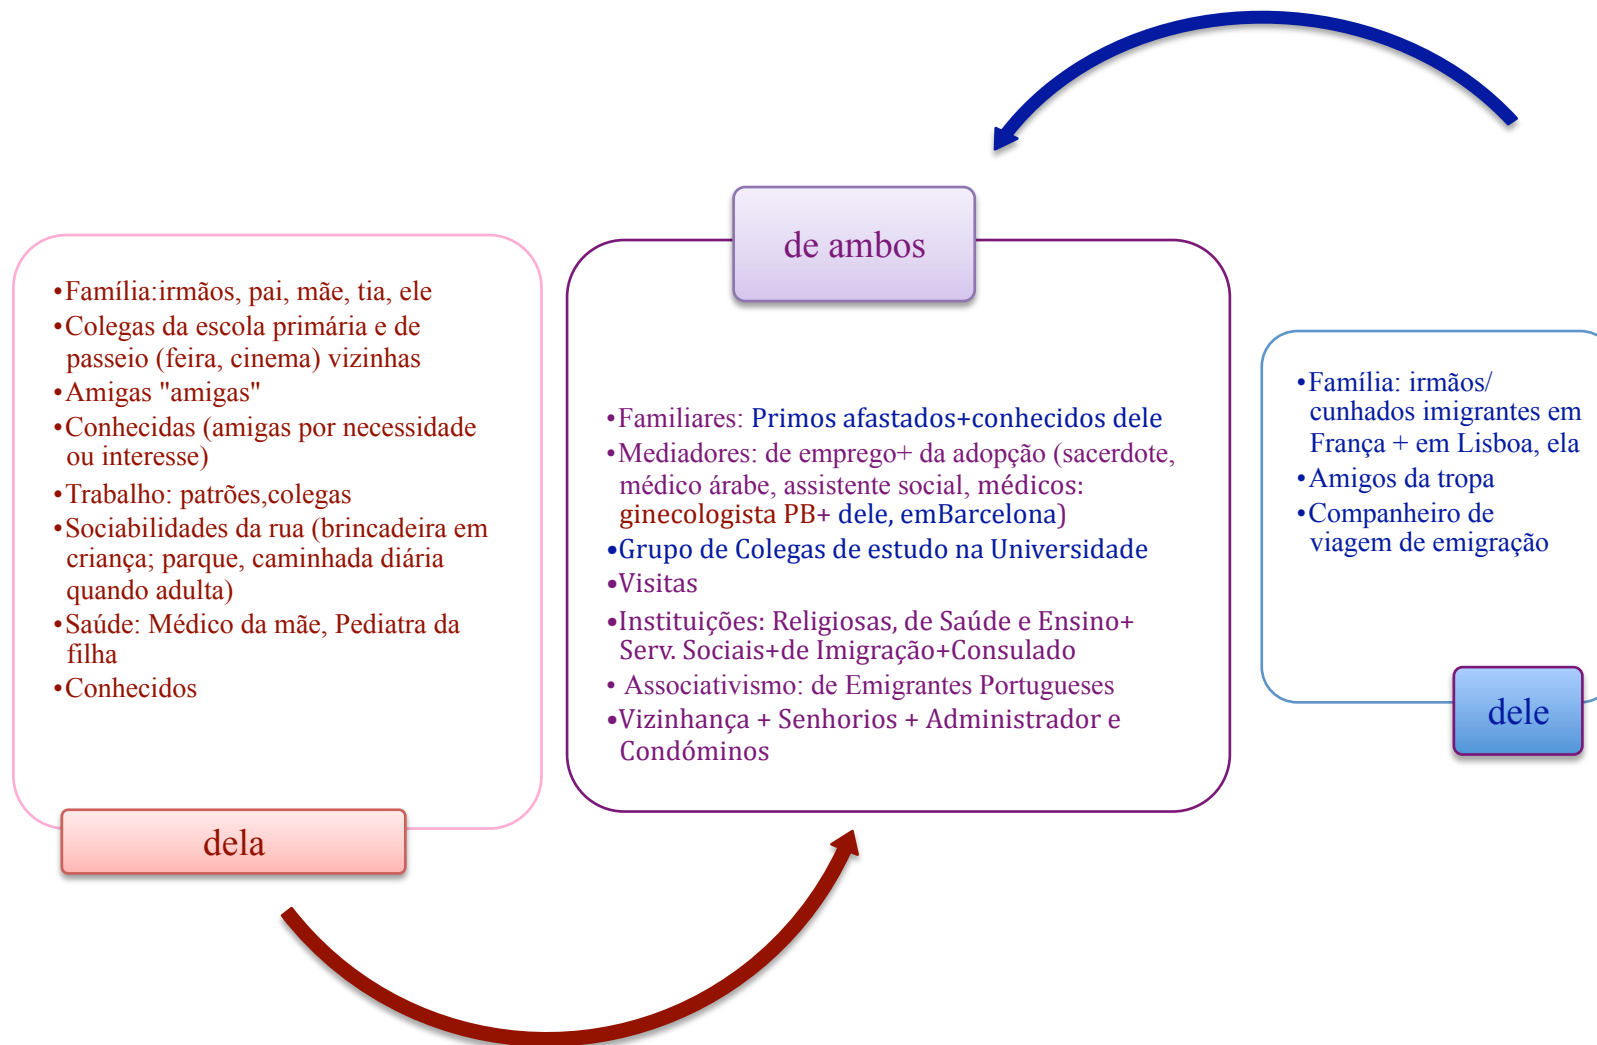 •Família:irmãos, pai, mãe, tia, ele
•Colegas da escola primária e de
passeio (feira, cinema) vizinhas
•Amigas "amigas"
•Conhecidas (amigas por necessidade
ou interesse)
•Trabalho: patrões,colegas
•Sociabilidades da rua (brincadeira em
criança; parque, caminhada diária
quando adulta)
•Saúde: Médico da mãe, Pediatra da
filha
•Conhecidos
dela
de ambos
•Familiares: Primos afastados+conhecidos dele
•Mediadores: de emprego+ da adopção (sacerdote,
médico árabe, assistente social, médicos:
ginecologista PB+ dele, emBarcelona)
•Grupo de Colegas de estudo na Universidade
•Visitas
•Instituições: Religiosas, de Saúde e Ensino+
Serv. Sociais+de Imigração+Consulado
• Associativismo: de Emigrantes Portugueses
•Vizinhança + Senhorios + Administrador e
Condóminos
•Família: irmãos/
cunhados imigrantes em
França + em Lisboa, ela
•Amigos da tropa
•Companheiro de
viagem de emigração
dele